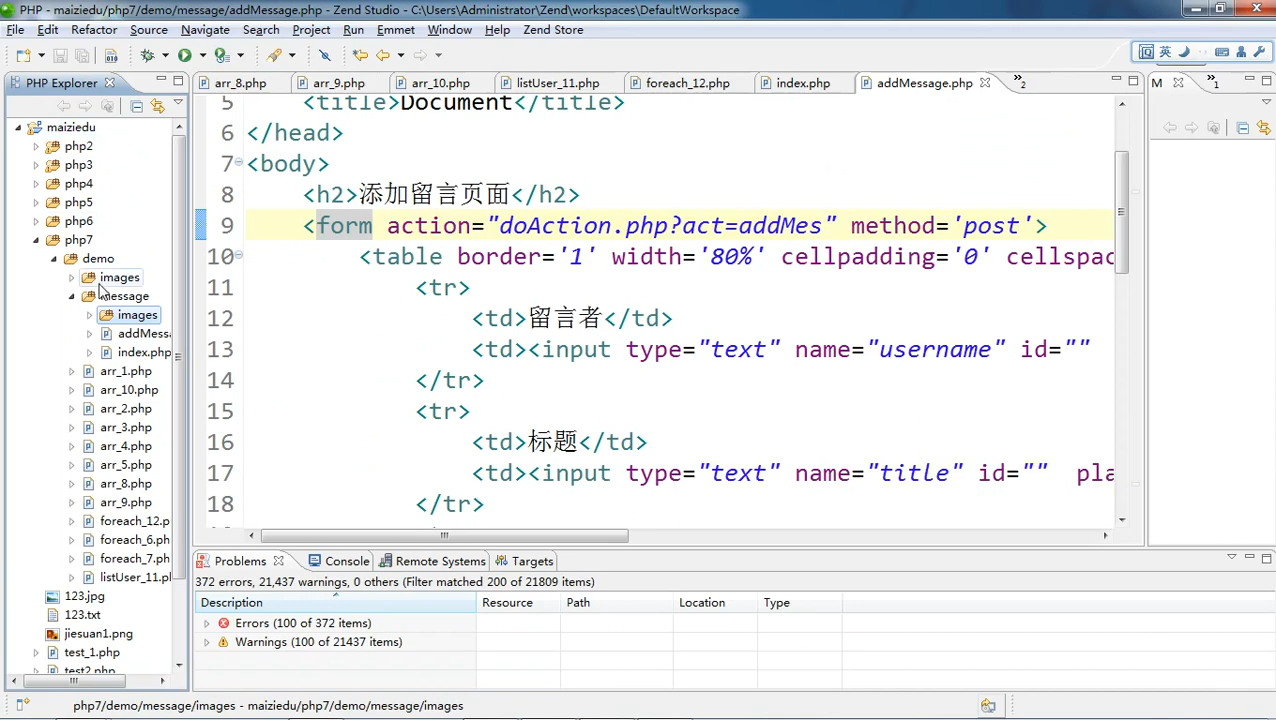 PHP - maiziedu/php7/demo/message/addMessage.php - Zend Studio - C:\Users\Administrator\Zend\workspaces\DefaultWorkspace
File Edit Refactor Source Navigate Search Project Run Emmet Window Help Zend Store
英
PHP Explorer
arr_8.php arr_9.php arr_10.php listUser_11.php foreach_12.php index.php addMessage.php »2
M »1
maiziedu
php2
php3
php4
php5
php6
php7
demo
images
message
images
addMess
index.php
arr_1.php
arr_10.php
arr_2.php
arr_3.php
arr_4.php
arr_5.php
arr_8.php
arr_9.php
foreach_12.p
foreach_6.ph
foreach_7.ph
listUser_11.pl
123.jpg
123.txt
jiesuan1.png
test_1.php
test2.php
5 <title>Document</title>
6 </head>
7 <body>
8 <h2>添加留言页面</h2>
9 <form action="doAction.php?act=addMes" method='post'>
10 <table border='1' width='80%' cellpadding='0' cellspac
11 <tr>
12 <td>留言者</td>
13 <td><input type="text" name="username" id=""
14 </tr>
15 <tr>
16 <td>标题</td>
17 <td><input type="text" name="title" id="" pla
18 </tr>
Problems Console Remote Systems Targets
372 errors, 21,437 warnings, 0 others (Filter matched 200 of 21809 items)
Description Resource Path Location Type
Errors (100 of 372 items)
Warnings (100 of 21437 items)
php7/demo/message/images - maiziedu/php7/demo/message/images